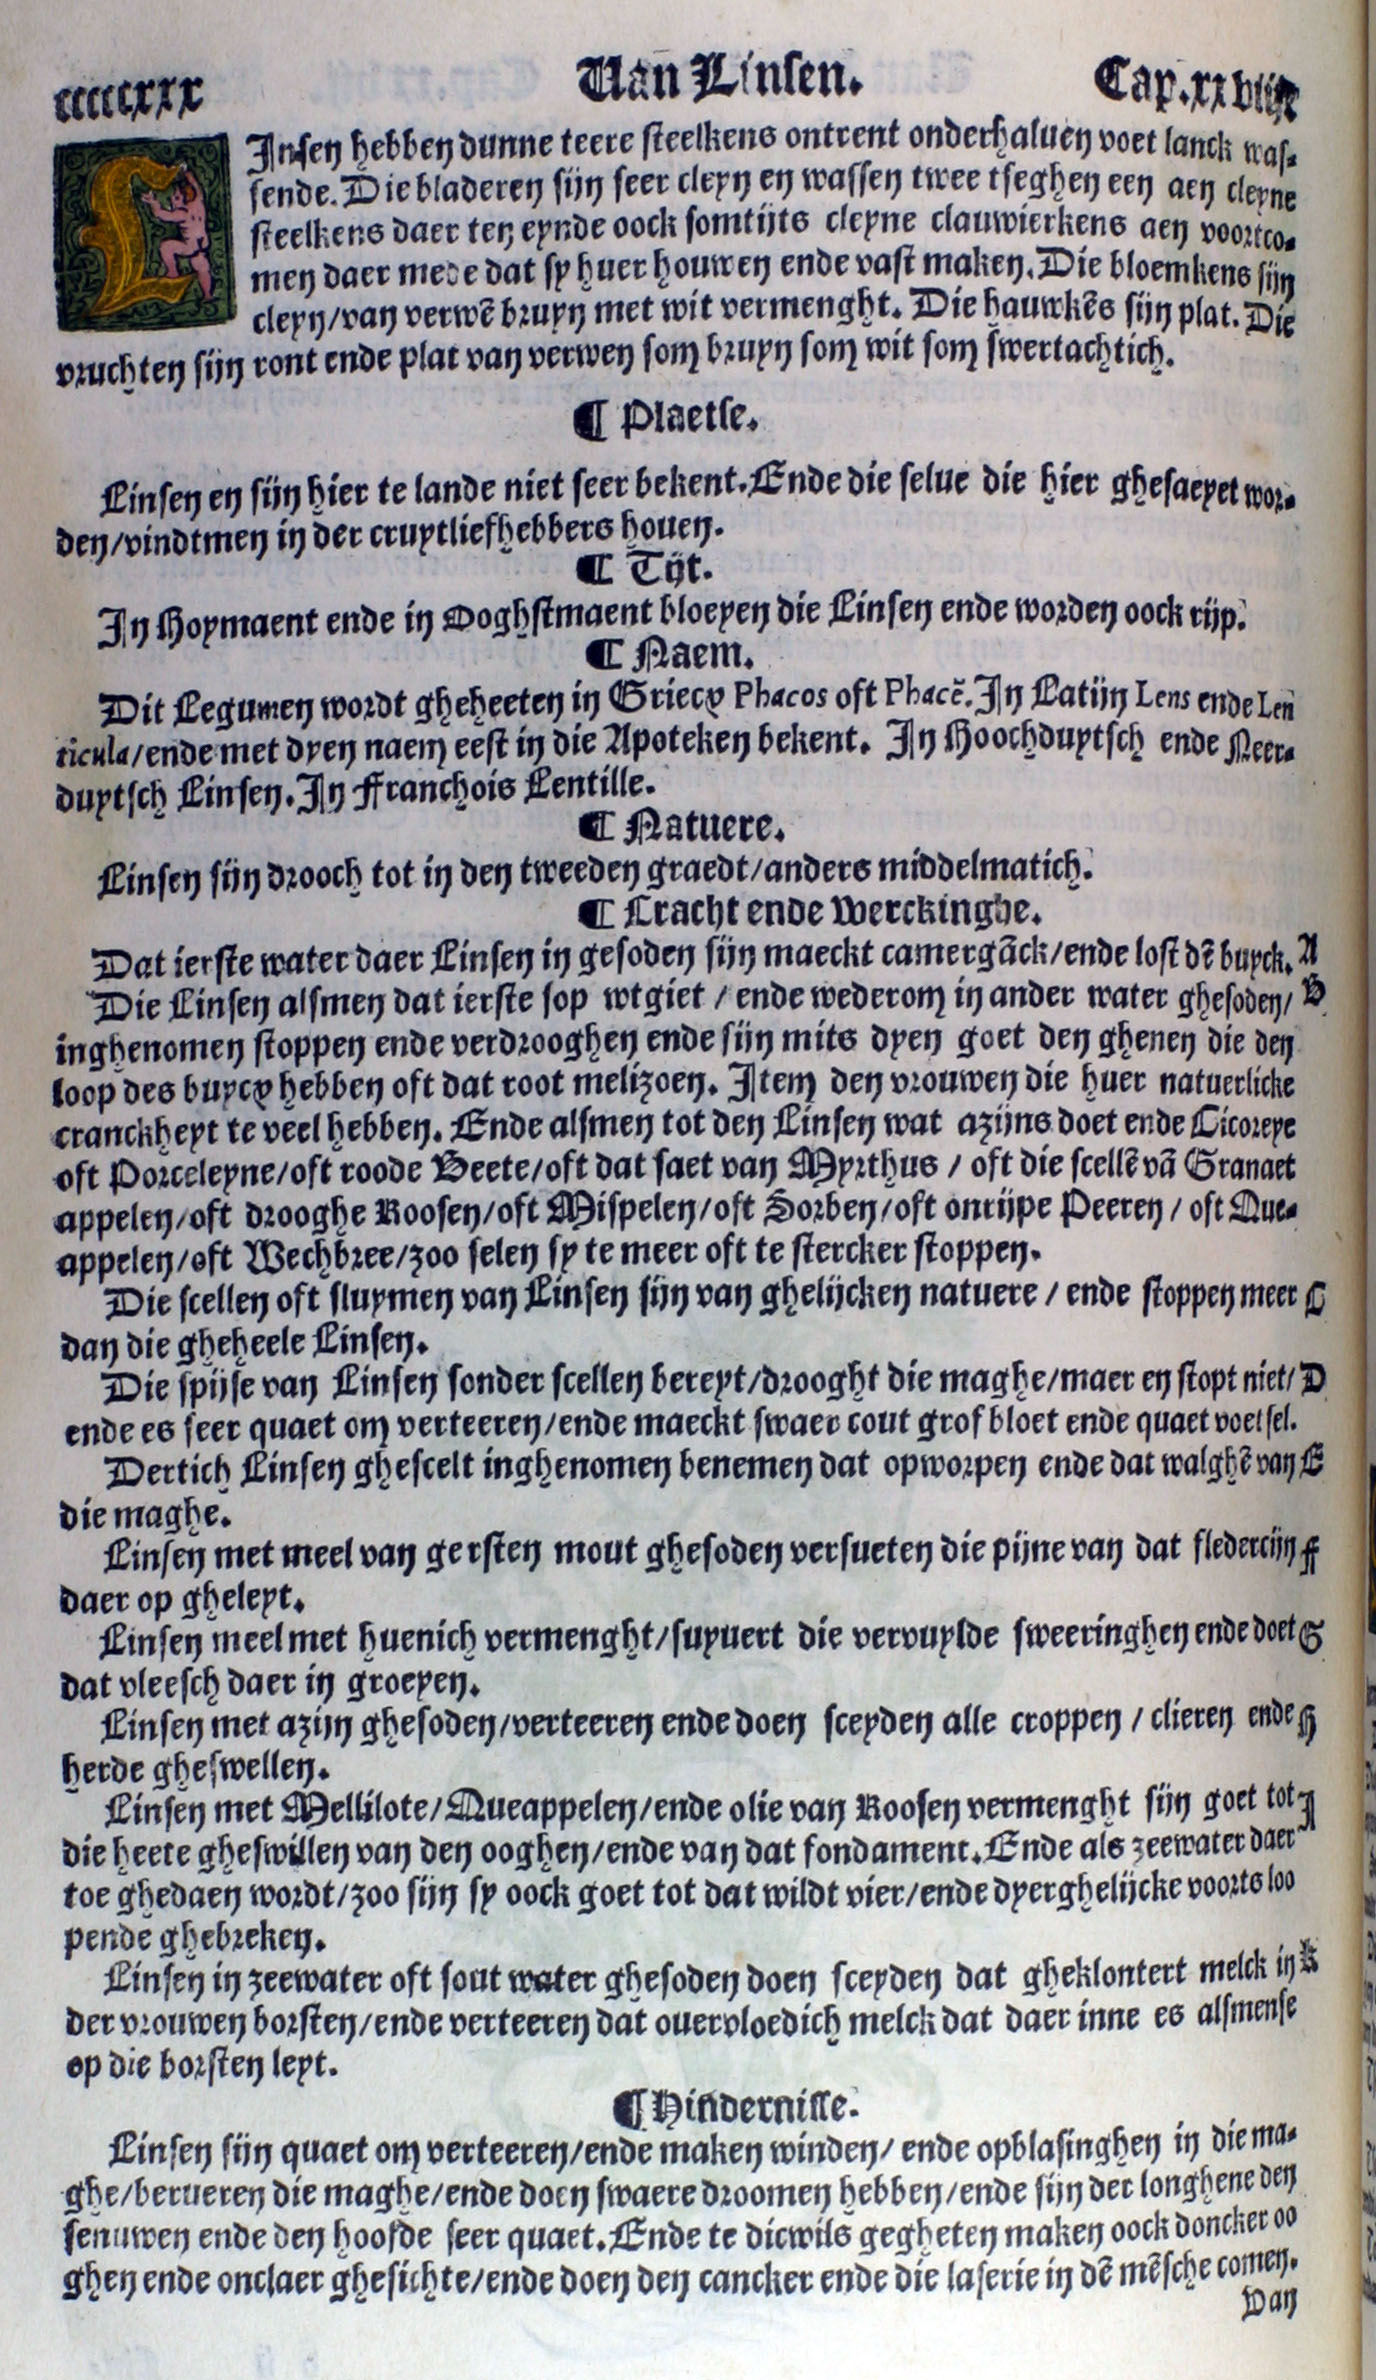 cccccxxx Van Linsen. Cap.xxviij
LInsen hebben dunne teere steelkens ontrent onderhaluen voet lanck was-
sende. Die bladeren sijn seer cleyn en wassen twee tseghen een aen cleyne
steelkens daer ten eynde oock somtijts cleyne clauwierkens aen voortco-
men daer mede dat sy huer houwen ende vast maken. Die bloemkens sijn
cleyn/van verwē bruyn met wit vermenght. Die hauwkēs sijn plat. Die
vruchten sijn ront ende plat van verwen som bruyn som wit som swertachtich.
¶ Plaetse.
Linsen en sijn hier te lande niet seer bekent. Ende die selue die hier ghesaeyet wor-
den/vindtmen in der cruytliefhebbers houen.
¶ Tijt.
In Hoymaent ende in Ooghstmaent bloeyen die Linsen ende worden oock rijp.
¶ Naem.
Dit Legumen wordt gheheeten in Griecx Phacos oft Phacē. In Latijn Lens ende Len
ticula/ende met dyen naem eest in die Apoteken bekent. In Hoochduytsch ende Neer-
duytsch Linsen. In Franchois Lentille.
¶ Natuere.
Linsen sijn drooch tot in den tweeden graedt/anders middelmatich.
¶ Cracht ende Werckinghe.
Dat ierste water daer Linsen in gesoden sijn maeckt camergāck/ende lost dē buyck. A
Die Linsen alsmen dat ierste sop wtgiet / ende wederom in ander water ghesoden/ B
inghenomen stoppen ende verdrooghen ende sijn mits dyen goet den ghenen die den
loop des buycx hebben oft dat root melizoen. Item den vrouwen die huer natuerlicke
cranckheyt te veel hebben. Ende alsmen tot den Linsen wat azijns doet ende Cicoreye
oft Porceleyne/oft roode Beete/oft dat saet van Myrthus / oft die scellē vā Granaet
appelen/oft drooghe Roosen/oft Mispelen/oft Sorben/oft onrijpe Peeren / oft Que-
appelen/oft Wechbree/zoo selen sy te meer oft te stercker stoppen.
Die scellen oft sluymen van Linsen sijn van ghelijcken natuere / ende stoppen meer C
dan die gheheele Linsen.
Die spijse van Linsen sonder scellen bereyt/drooght die maghe/maer en stopt niet/ D
ende es seer quaet om verteeren/ende maeckt swaer cout grof bloet ende quaet voetsel.
Dertich Linsen ghescelt inghenomen benemen dat opworpen ende dat walghē van E
die maghe.
Linsen met meel van gersten mout ghesoden versueten die pijne van dat fledercijn F
daer op gheleyt.
Linsen meel met huenich vermenght/suyuert die vervuylde sweeringhen ende doet G
dat vleesch daer in groeyen.
Linsen met azijn ghesoden/verteeren ende doen sceyden alle croppen / clieren ende H
herde gheswellen.
Linsen met Mellilote/Queappelen/ende olie van Roosen vermenght sijn goet tot I
die heete gheswillen van den ooghen/ende van dat fondament. Ende als zeewater daer
toe ghedaen wordt/zoo sijn sy oock goet tot dat wildt vier/ende dyerghelijcke voorts loo
pende ghebreken.
Linsen in zeewater oft sout water ghesoden doen sceyden dat gheklontert melck in K
der vrouwen borsten/ende verteeren dat ouervloedich melck dat daer inne es alsmense
op die borsten leyt.
¶ Hindernisse.
Linsen sijn quaet om verteeren/ende maken winden/ ende opblasinghen in die ma-
ghe/berueren die maghe/ende doen swaere droomen hebben/ende sijn der longhene den
senuwen ende den hoofde seer quaet. Ende te dicwils gegheten maken oock doncker oo
ghen ende onclaer ghesichte/ende doen den cancker ende die laserie in dē mēsche comen.
Van